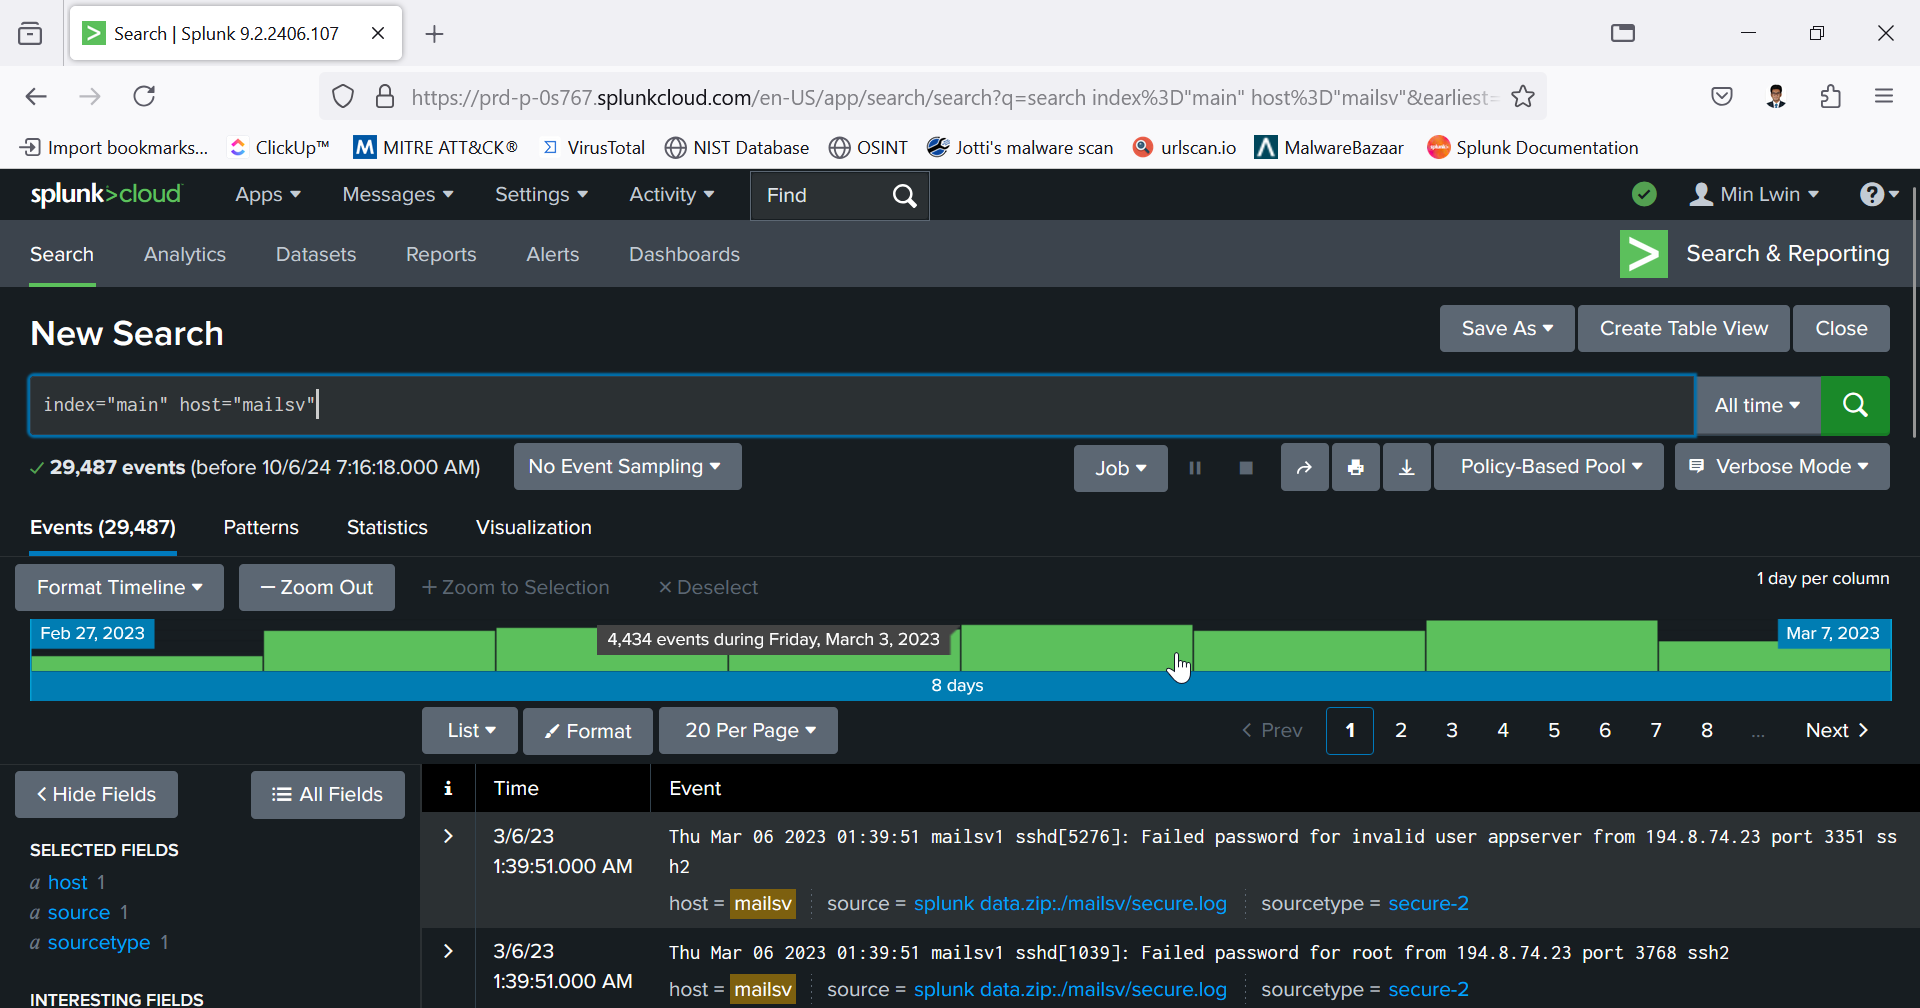 Search | Splunk 9.2.2406.107
https://prd-p-0s767.splunkcloud.com/en-US/app/search/search?q=search index%3D"main" host%3D"mailsv"&earliest=
Import bookmarks... ClickUp™ MITRE ATT&CK® VirusTotal NIST Database OSINT Jotti's malware scan urlscan.io MalwareBazaar Splunk Documentation
splunk>cloud Apps Messages Settings Activity Find Min Lwin ?
Search Analytics Datasets Reports Alerts Dashboards Search & Reporting
New Search Save As Create Table View Close
index="main" host="mailsv" All time
29,487 events (before 10/6/24 7:16:18.000 AM) No Event Sampling Job Policy-Based Pool Verbose Mode
Events (29,487) Patterns Statistics Visualization
Format Timeline — Zoom Out + Zoom to Selection × Deselect 1 day per column
Feb 27, 2023 4,434 events during Friday, March 3, 2023 Mar 7, 2023
8 days
List Format 20 Per Page < Prev 1 2 3 4 5 6 7 8 ... Next >
< Hide Fields All Fields i Time Event
SELECTED FIELDS
a host 1
a source 1
a sourcetype 1
INTERESTING FIELDS
> 3/6/23 Thu Mar 06 2023 01:39:51 mailsv1 sshd[5276]: Failed password for invalid user appserver from 194.8.74.23 port 3351 ss
1:39:51.000 AM h2
host = mailsv source = splunk data.zip:./mailsv/secure.log sourcetype = secure-2
> 3/6/23 Thu Mar 06 2023 01:39:51 mailsv1 sshd[1039]: Failed password for root from 194.8.74.23 port 3768 ssh2
1:39:51.000 AM host = mailsv source = splunk data.zip:./mailsv/secure.log sourcetype = secure-2